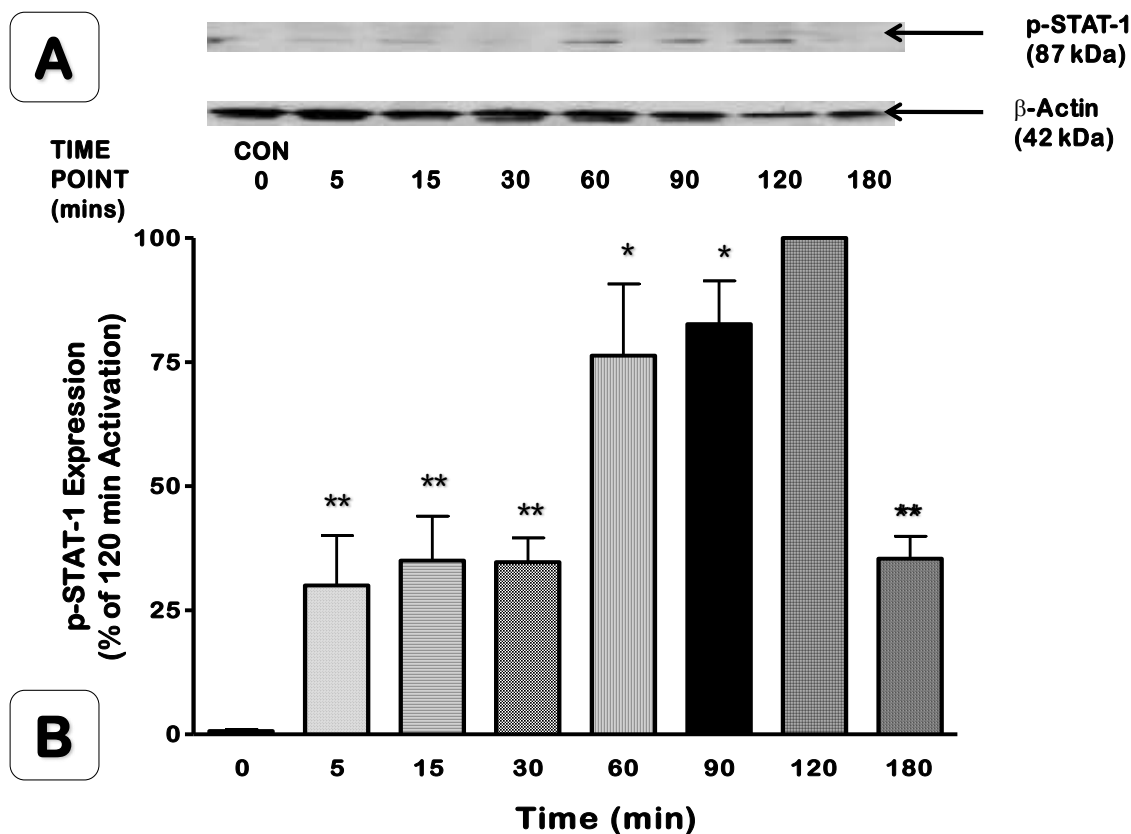 A
p-STAT-1
(87 kDa)
β-Actin
(42 kDa)
TIME
POINT
(mins)
CON
0 5 15 30 60 90 120 180
p-STAT-1 Expression
(% of 120 min Activation)
100
75
50
25
0
** ** ** * * **
B
0 5 15 30 60 90 120 180
Time (min)